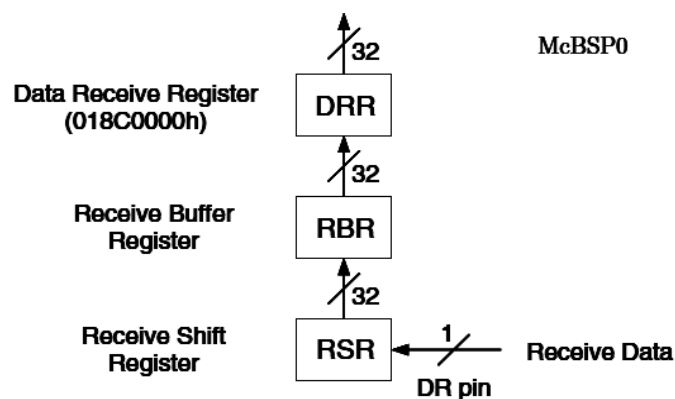 32
McBSP0
Data Receive Register
(018C0000h)
DRR
32
Receive Buffer
Register
RBR
32
Receive Shift
Register
RSR
1
DR pin
Receive Data